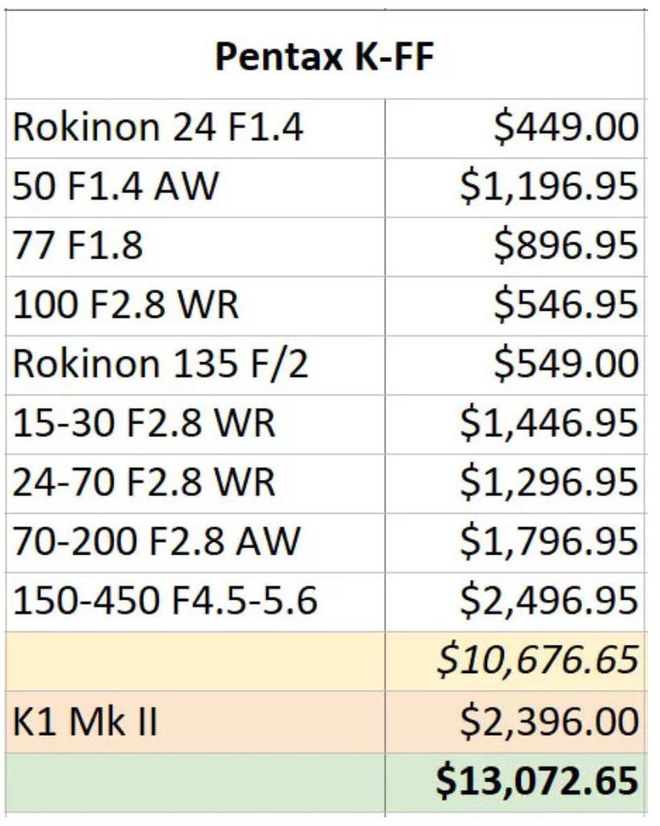 Pentax K-FF
Rokinon 24 F1.4 $449.00
50 F1.4 AW $1,196.95
77 F1.8 $896.95
100 F2.8 WR $546.95
Rokinon 135 F/2 $549.00
15-30 F2.8 WR $1,446.95
24-70 F2.8 WR $1,296.95
70-200 F2.8 AW $1,796.95
150-450 F4.5-5.6 $2,496.95
$10,676.65
K1 Mk II $2,396.00
$13,072.65